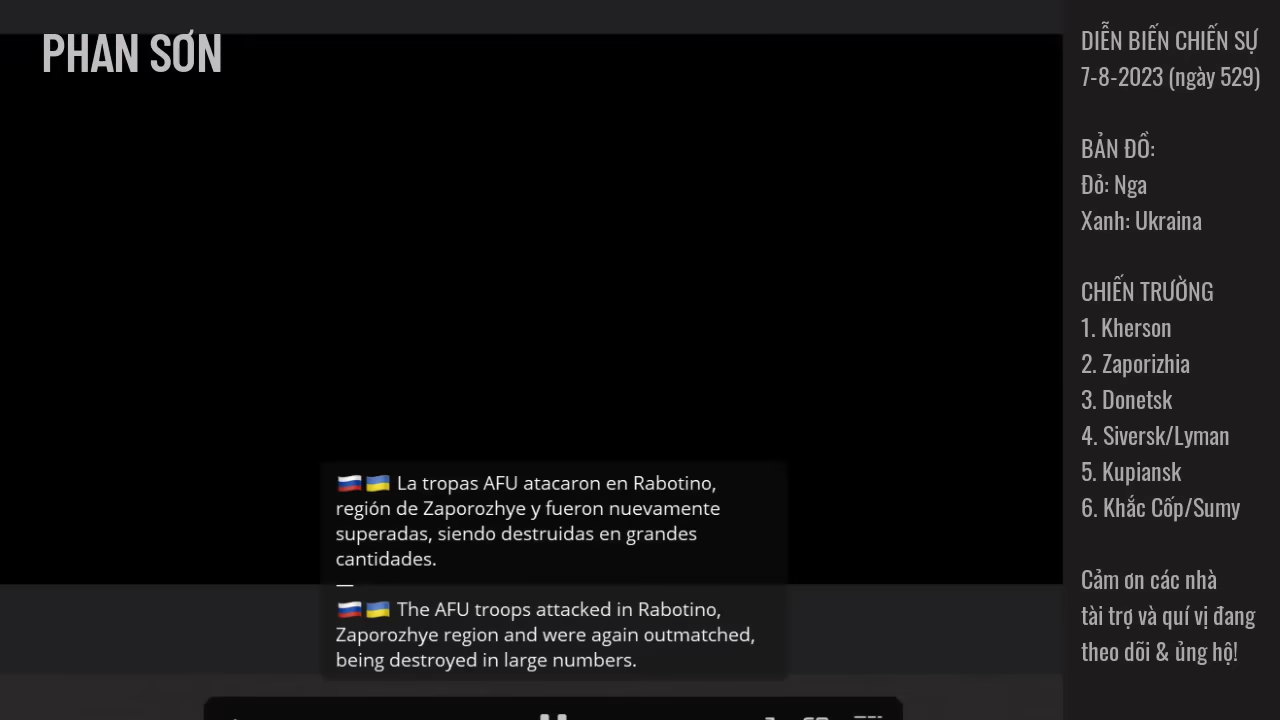 PHAN SƠN
DIỄN BIẾN CHIẾN SỰ
7-8-2023 (ngày 529)
BẢN ĐỒ:
Đỏ: Nga
Xanh: Ukraina
CHIẾN TRƯỜNG
1. Kherson
2. Zaporizhia
3. Donetsk
4. Siversk/Lyman
5. Kupiansk
6. Khắc Cốp/Sumy
Cảm ơn các nhà
tài trợ và quí vị đang
theo dõi & ủng hộ!
🇷🇺🇺🇦 La tropas AFU atacaron en Rabotino,
región de Zaporozhye y fueron nuevamente
superadas, siendo destruidas en grandes
cantidades.
—
🇷🇺🇺🇦 The AFU troops attacked in Rabotino,
Zaporozhye region and were again outmatched,
being destroyed in large numbers.